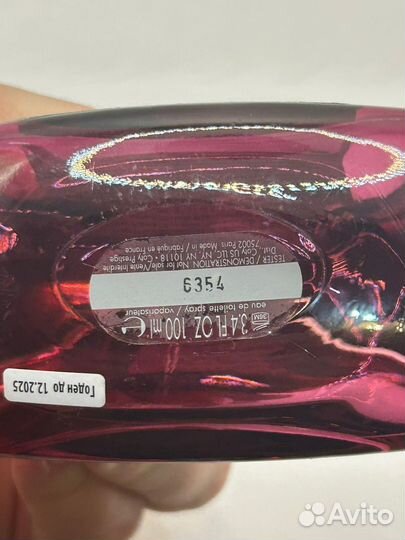 36M 3.4 FL.OZ. 100 ml ℮
eau de toilette spray / vaporisateur
6354
TESTER DEMONSTRATION. Not for sale/Vente Interdite
Dist., Coty US LLC, NY, NY 10118 - Coty Prestige
75002 Paris Made in / Fabriqué en France
Годен до 12.2025
Avito